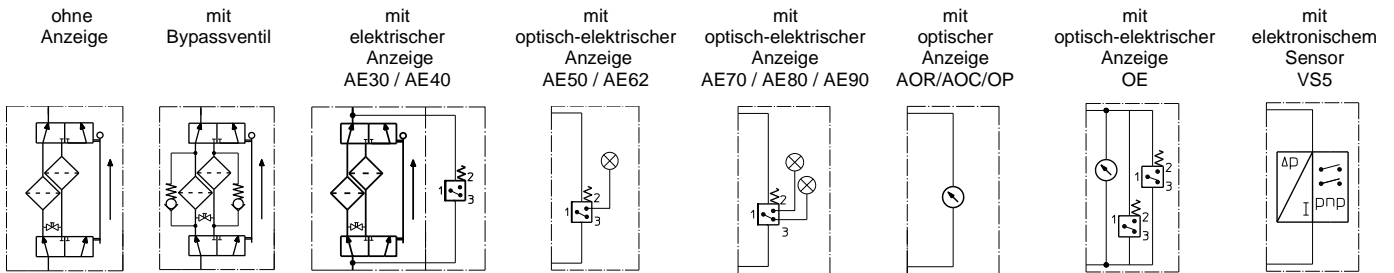 ohne
Anzeige
mit
Bypassventil
mit
elektrischer
Anzeige
AE30 / AE40
mit
optisch-elektrischer
Anzeige
AE50 / AE62
mit
optisch-elektrischer
Anzeige
AE70 / AE80 / AE90
mit
optischer
Anzeige
AOR/AOC/OP
mit
optisch-elektrischer
Anzeige
OE
mit
elektronischem
Sensor
VS5
1
2
3
1
2
3
1
2
3
1
2
3
1
2
3
Δp
I
pnp